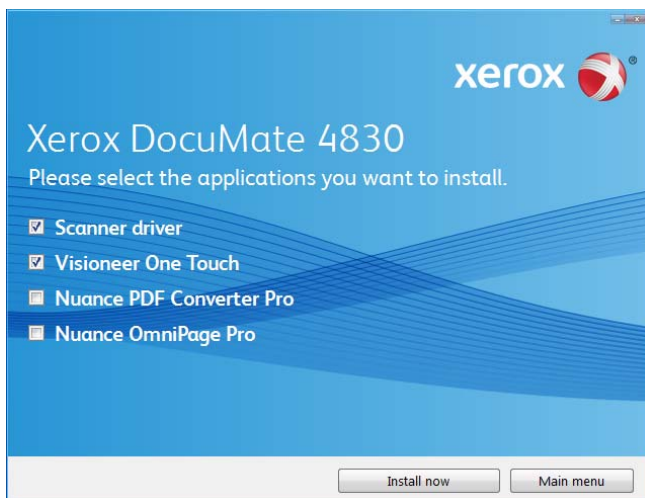 xerox ®
Xerox DocuMate 4830
Please select the applications you want to install.
Scanner driver
Visioneer One Touch
Nuance PDF Converter Pro
Nuance OmniPage Pro
Install now Main menu